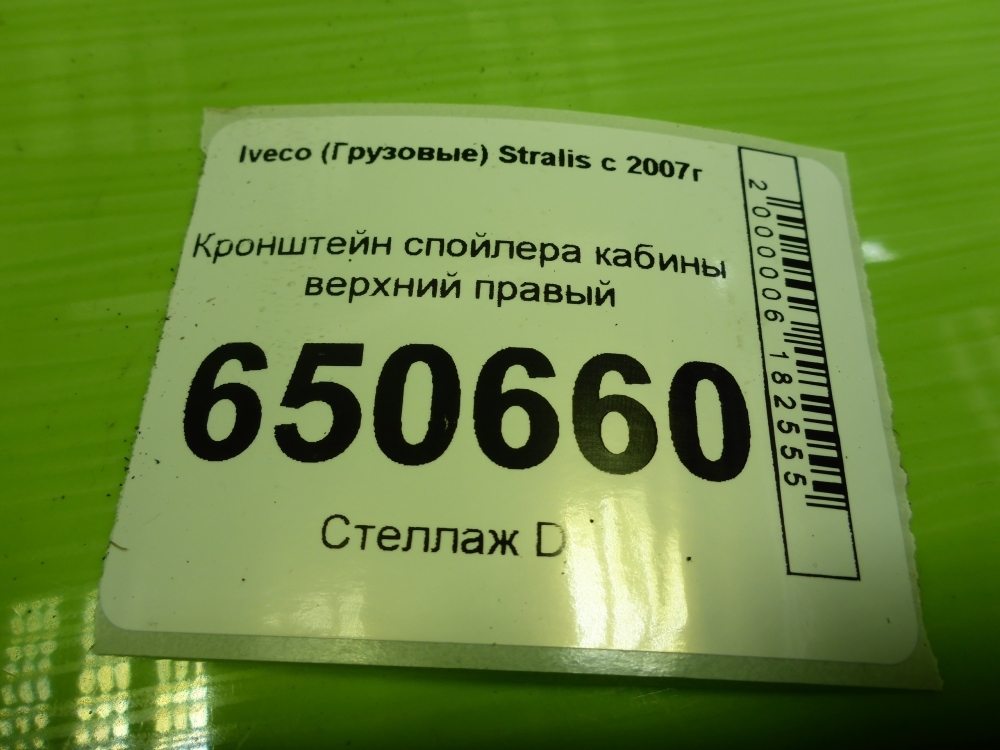 Iveco (Грузовые) Stralis с 2007г
Кронштейн спойлера кабины
верхний правый
650660
Стеллаж D
2000006182555